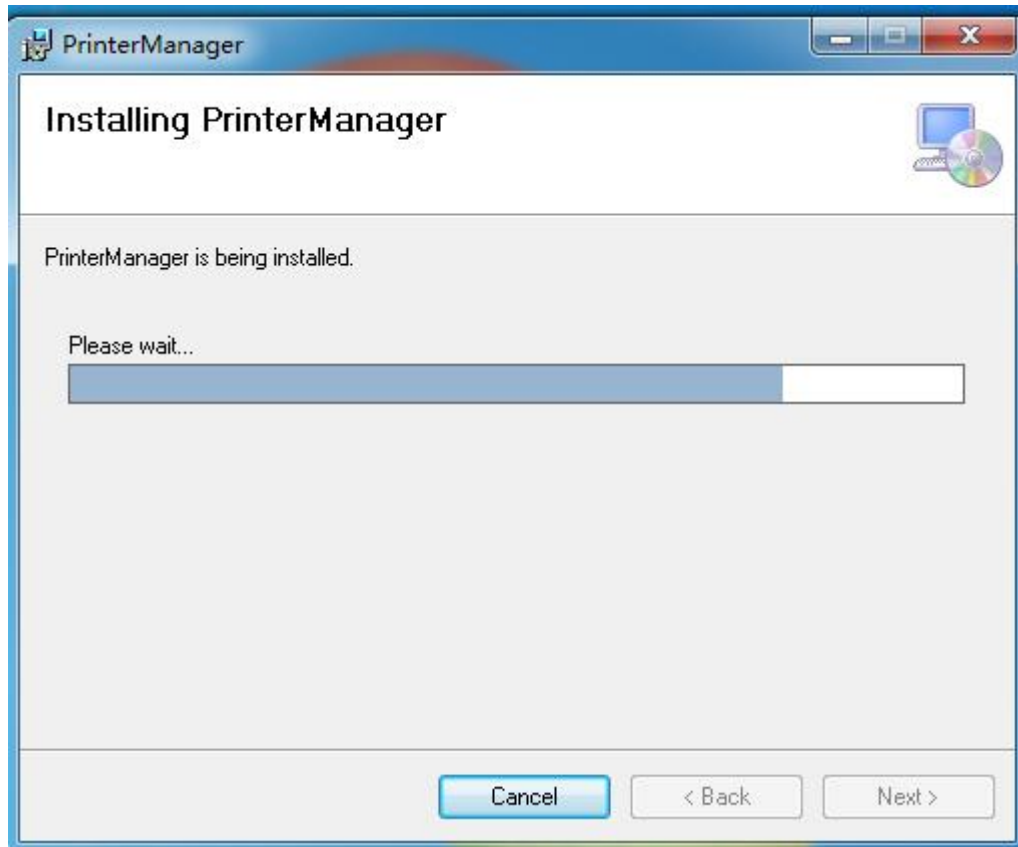 PrinterManager
Installing PrinterManager
PrinterManager is being installed.
Please wait...
Cancel
< Back
Next >